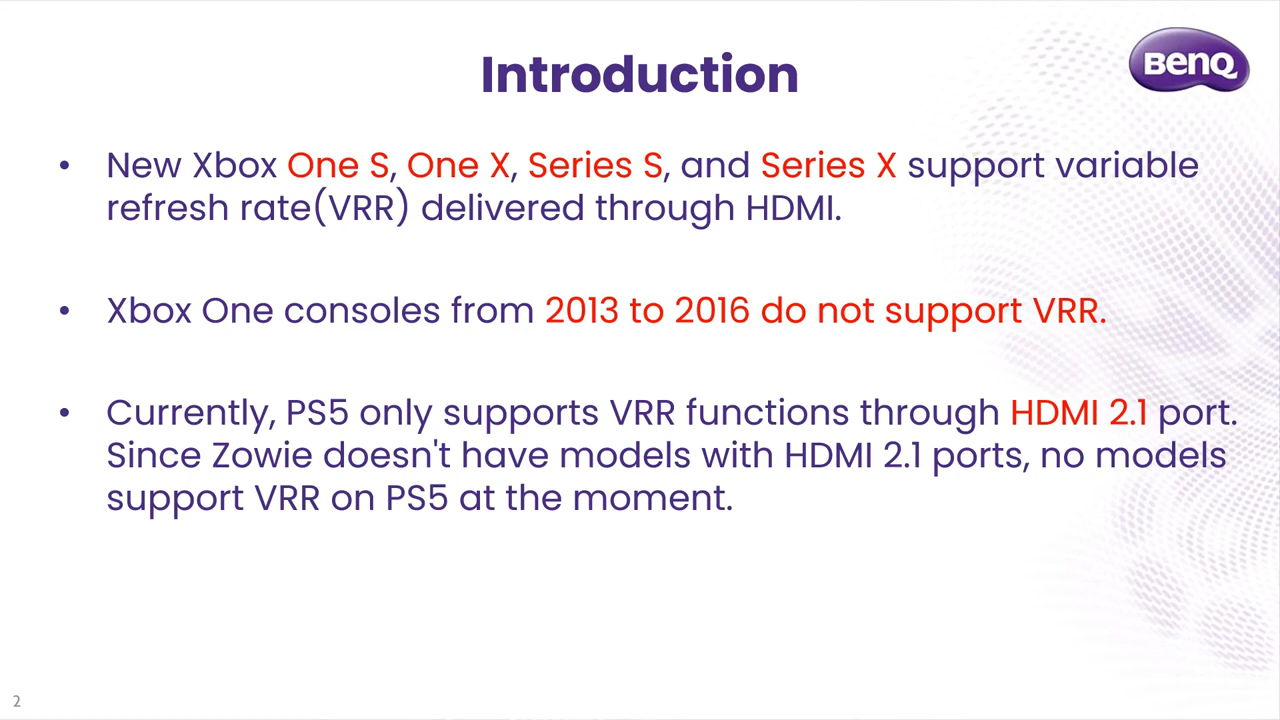 Introduction
BenQ
• New Xbox One S, One X, Series S, and Series X support variable
refresh rate(VRR) delivered through HDMI.
• Xbox One consoles from 2013 to 2016 do not support VRR.
• Currently, PS5 only supports VRR functions through HDMI 2.1 port.
Since Zowie doesn't have models with HDMI 2.1 ports, no models
support VRR on PS5 at the moment.
2